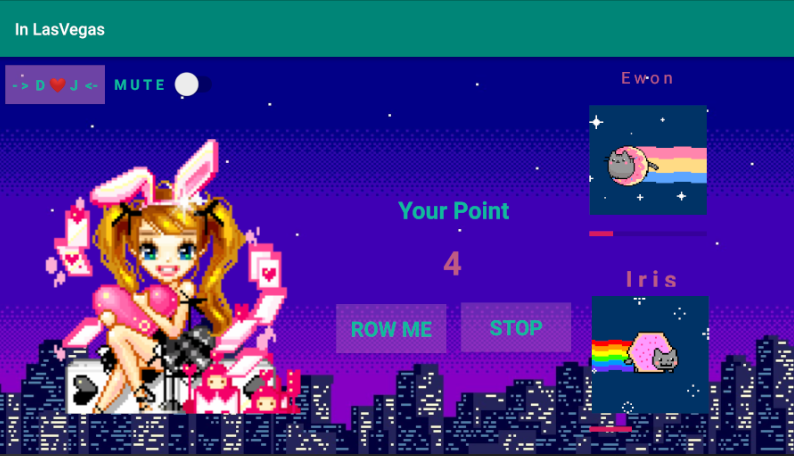 In LasVegas
-> D❤️J <-
MUTE
Ewon
Your Point
4
Iris
ROW ME
STOP